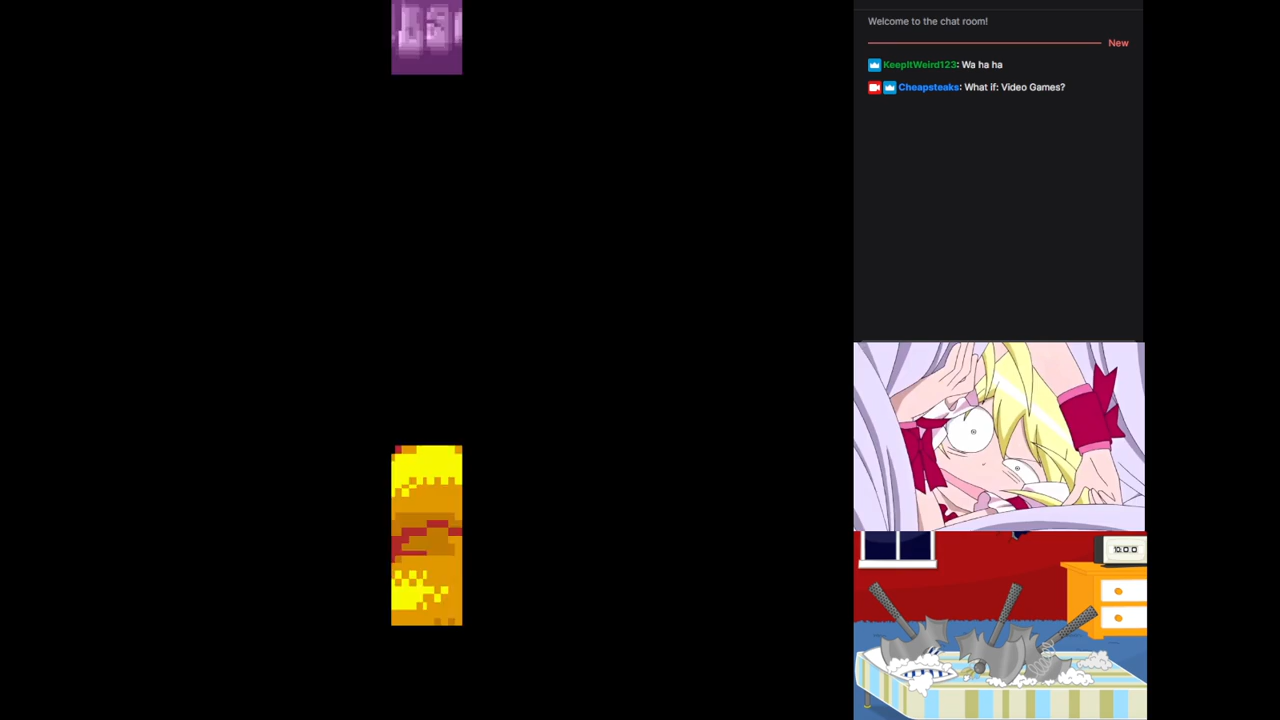 Welcome to the chat room!
New
KeepItWeird123: Wa ha ha
Cheapsteaks: What if: Video Games?
10:00